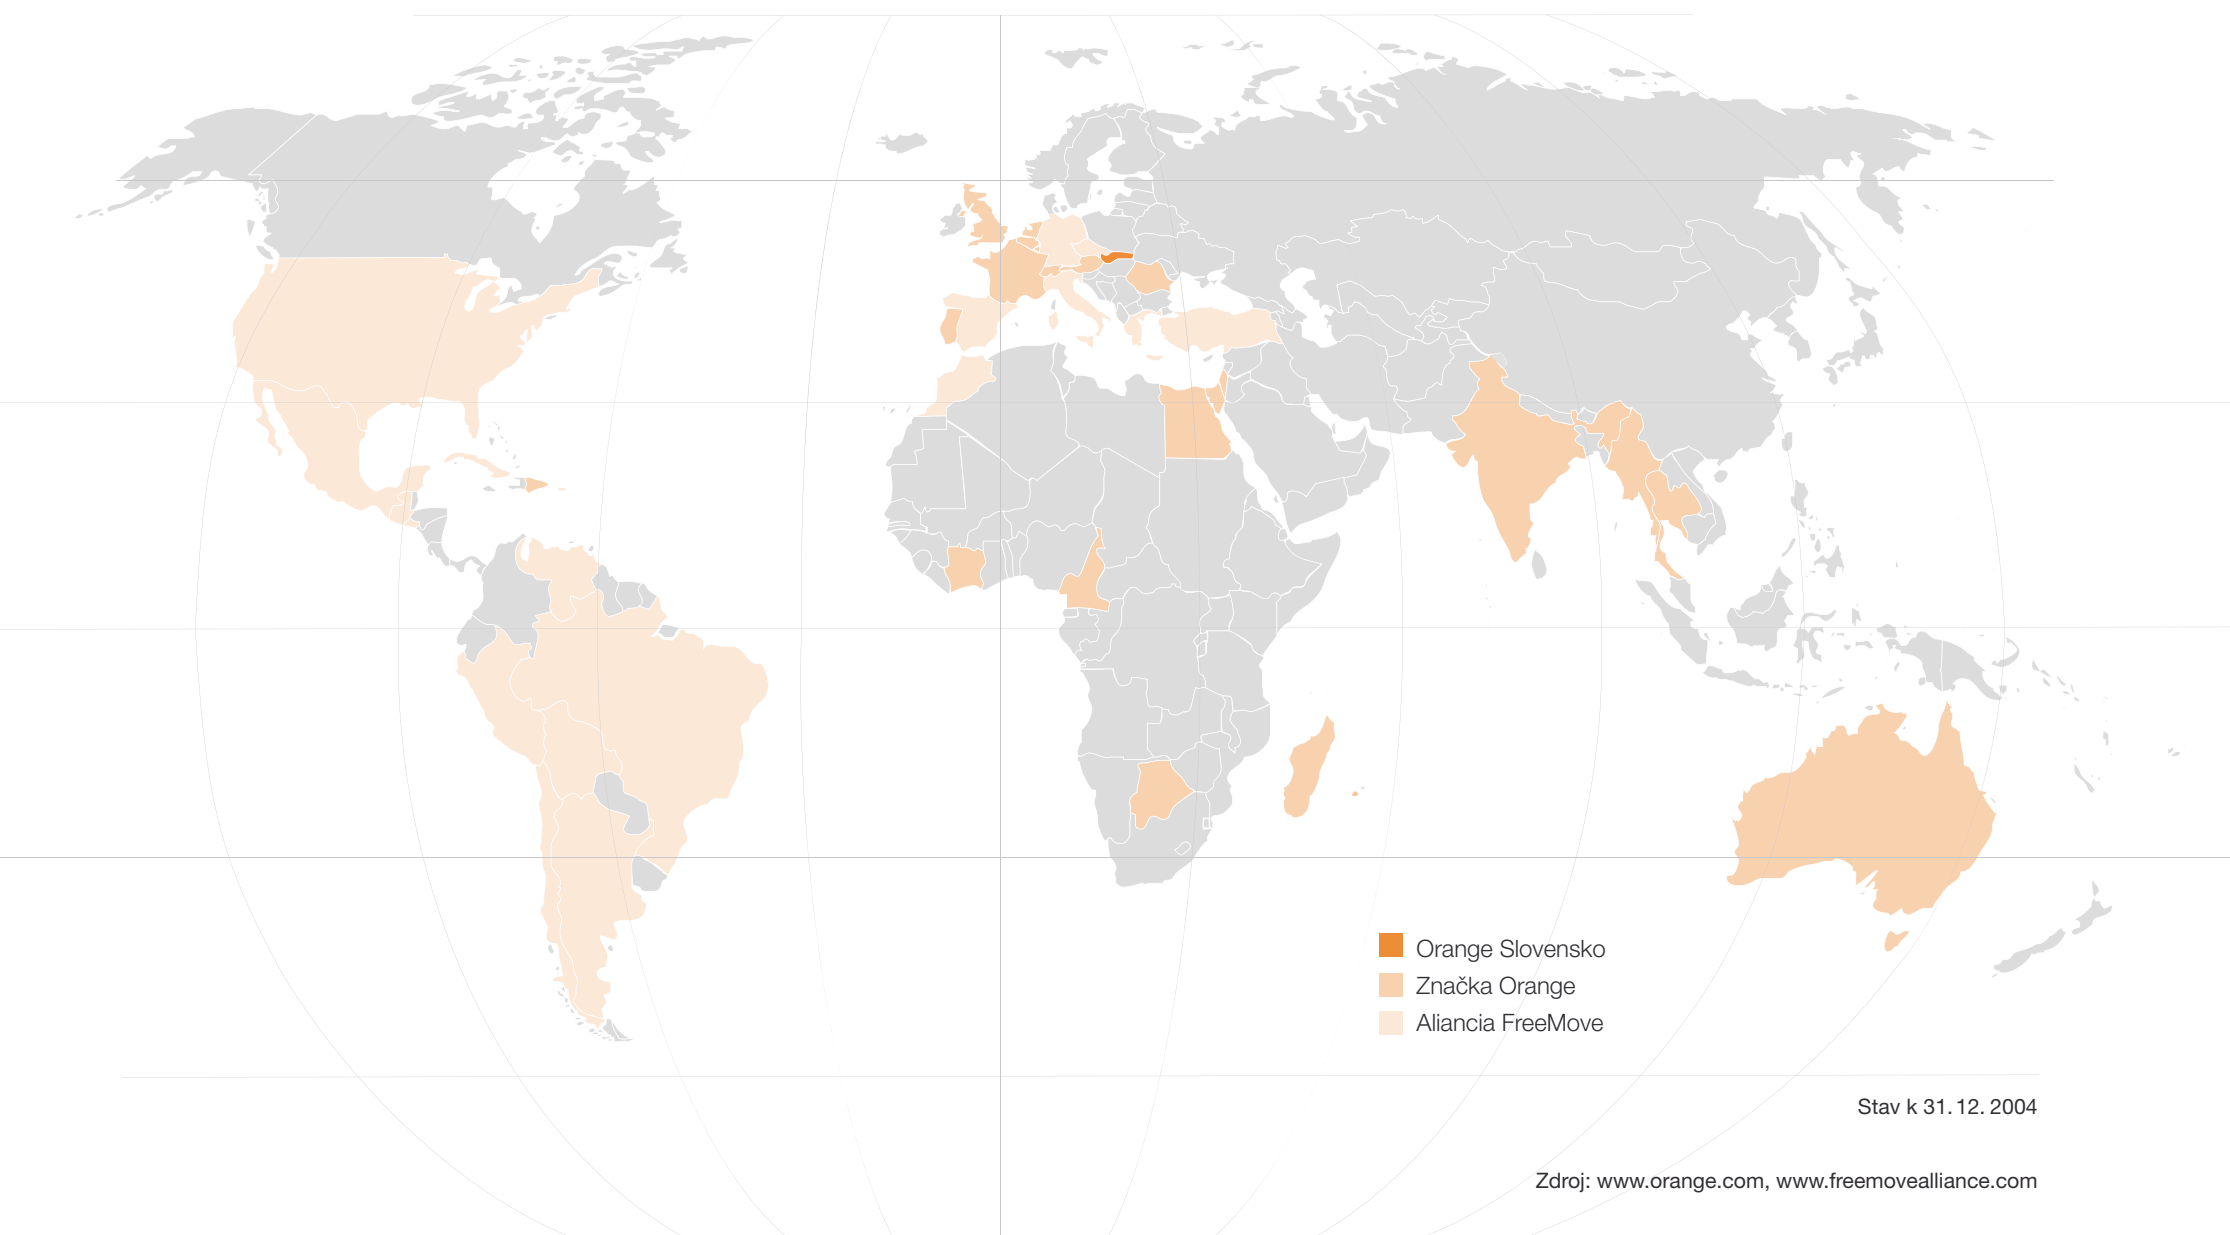 Orange Slovensko
Značka Orange
Aliancia FreeMove
Stav k 31. 12. 2004
Zdroj: www.orange.com, www.freemovealliance.com